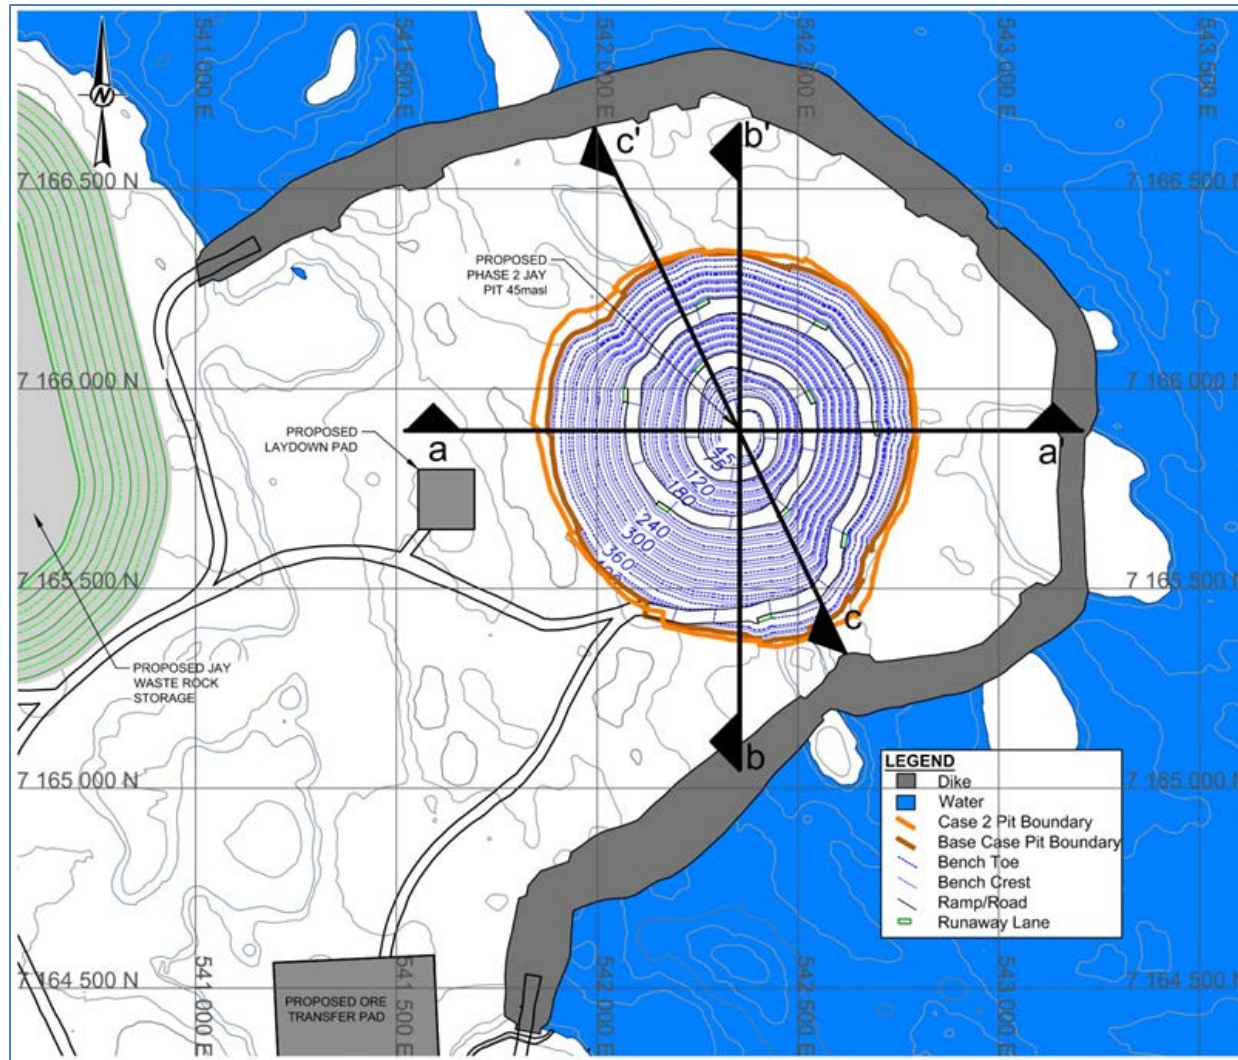 541 000 E
541 500 E
542 000 E
542 500 E
543 000 E
543 500 E
N
c'
b'
7 166 500 N
7 166 500 N
PROPOSED
PHASE 2 JAY
PIT 45masl
7 166 000 N
7 166 000 N
PROPOSED
LAYDOWN PAD
a
a'
45
75
120
180
240
300
360
7 165 500 N
7 165 500 N
c
PROPOSED JAY
WASTE ROCK
STORAGE
b
7 165 000 N
7 165 000 N
LEGEND
Dike
Water
Case 2 Pit Boundary
Base Case Pit Boundary
Bench Toe
Bench Crest
Ramp/Road
Runaway Lane
7 164 500 N
7 164 500 N
PROPOSED ORE
TRANSFER PAD
541 000 E
541 500 E
542 000 E
542 500 E
543 000 E
543 500 E